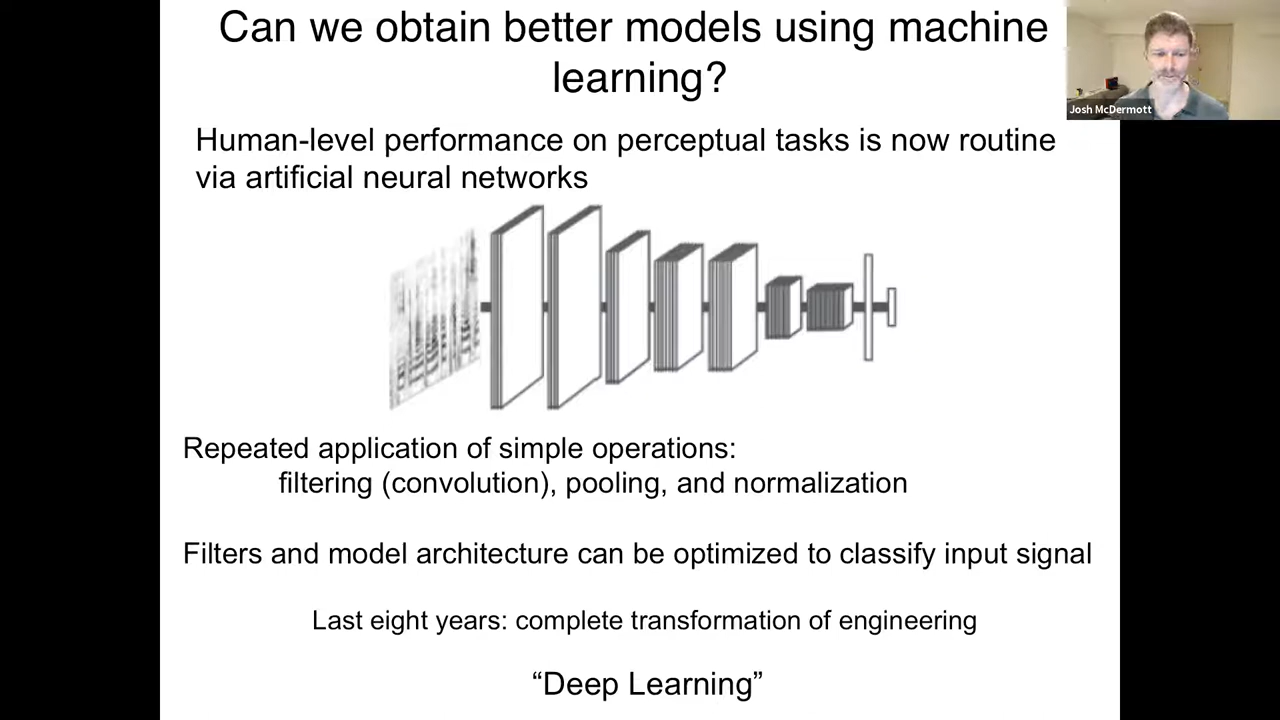 Can we obtain better models using machine
learning?
Josh McDermott
Human-level performance on perceptual tasks is now routine
via artificial neural networks
Repeated application of simple operations:
filtering (convolution), pooling, and normalization
Filters and model architecture can be optimized to classify input signal
Last eight years: complete transformation of engineering
“Deep Learning”